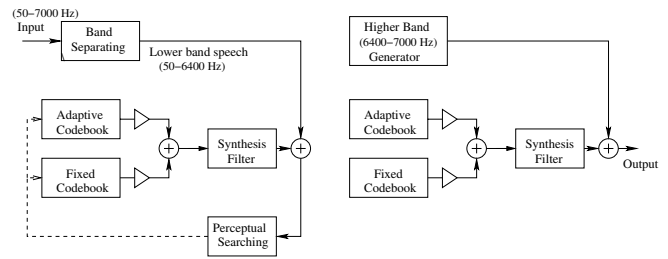 (50−7000 Hz)
Input
Band
Separating
Lower band speech
(50−6400 Hz)
Adaptive
Codebook
Fixed
Codebook
+
Synthesis
Filter
+
Perceptual
Searching
Higher Band
(6400−7000 Hz)
Generator
Adaptive
Codebook
Fixed
Codebook
+
Synthesis
Filter
+
Output